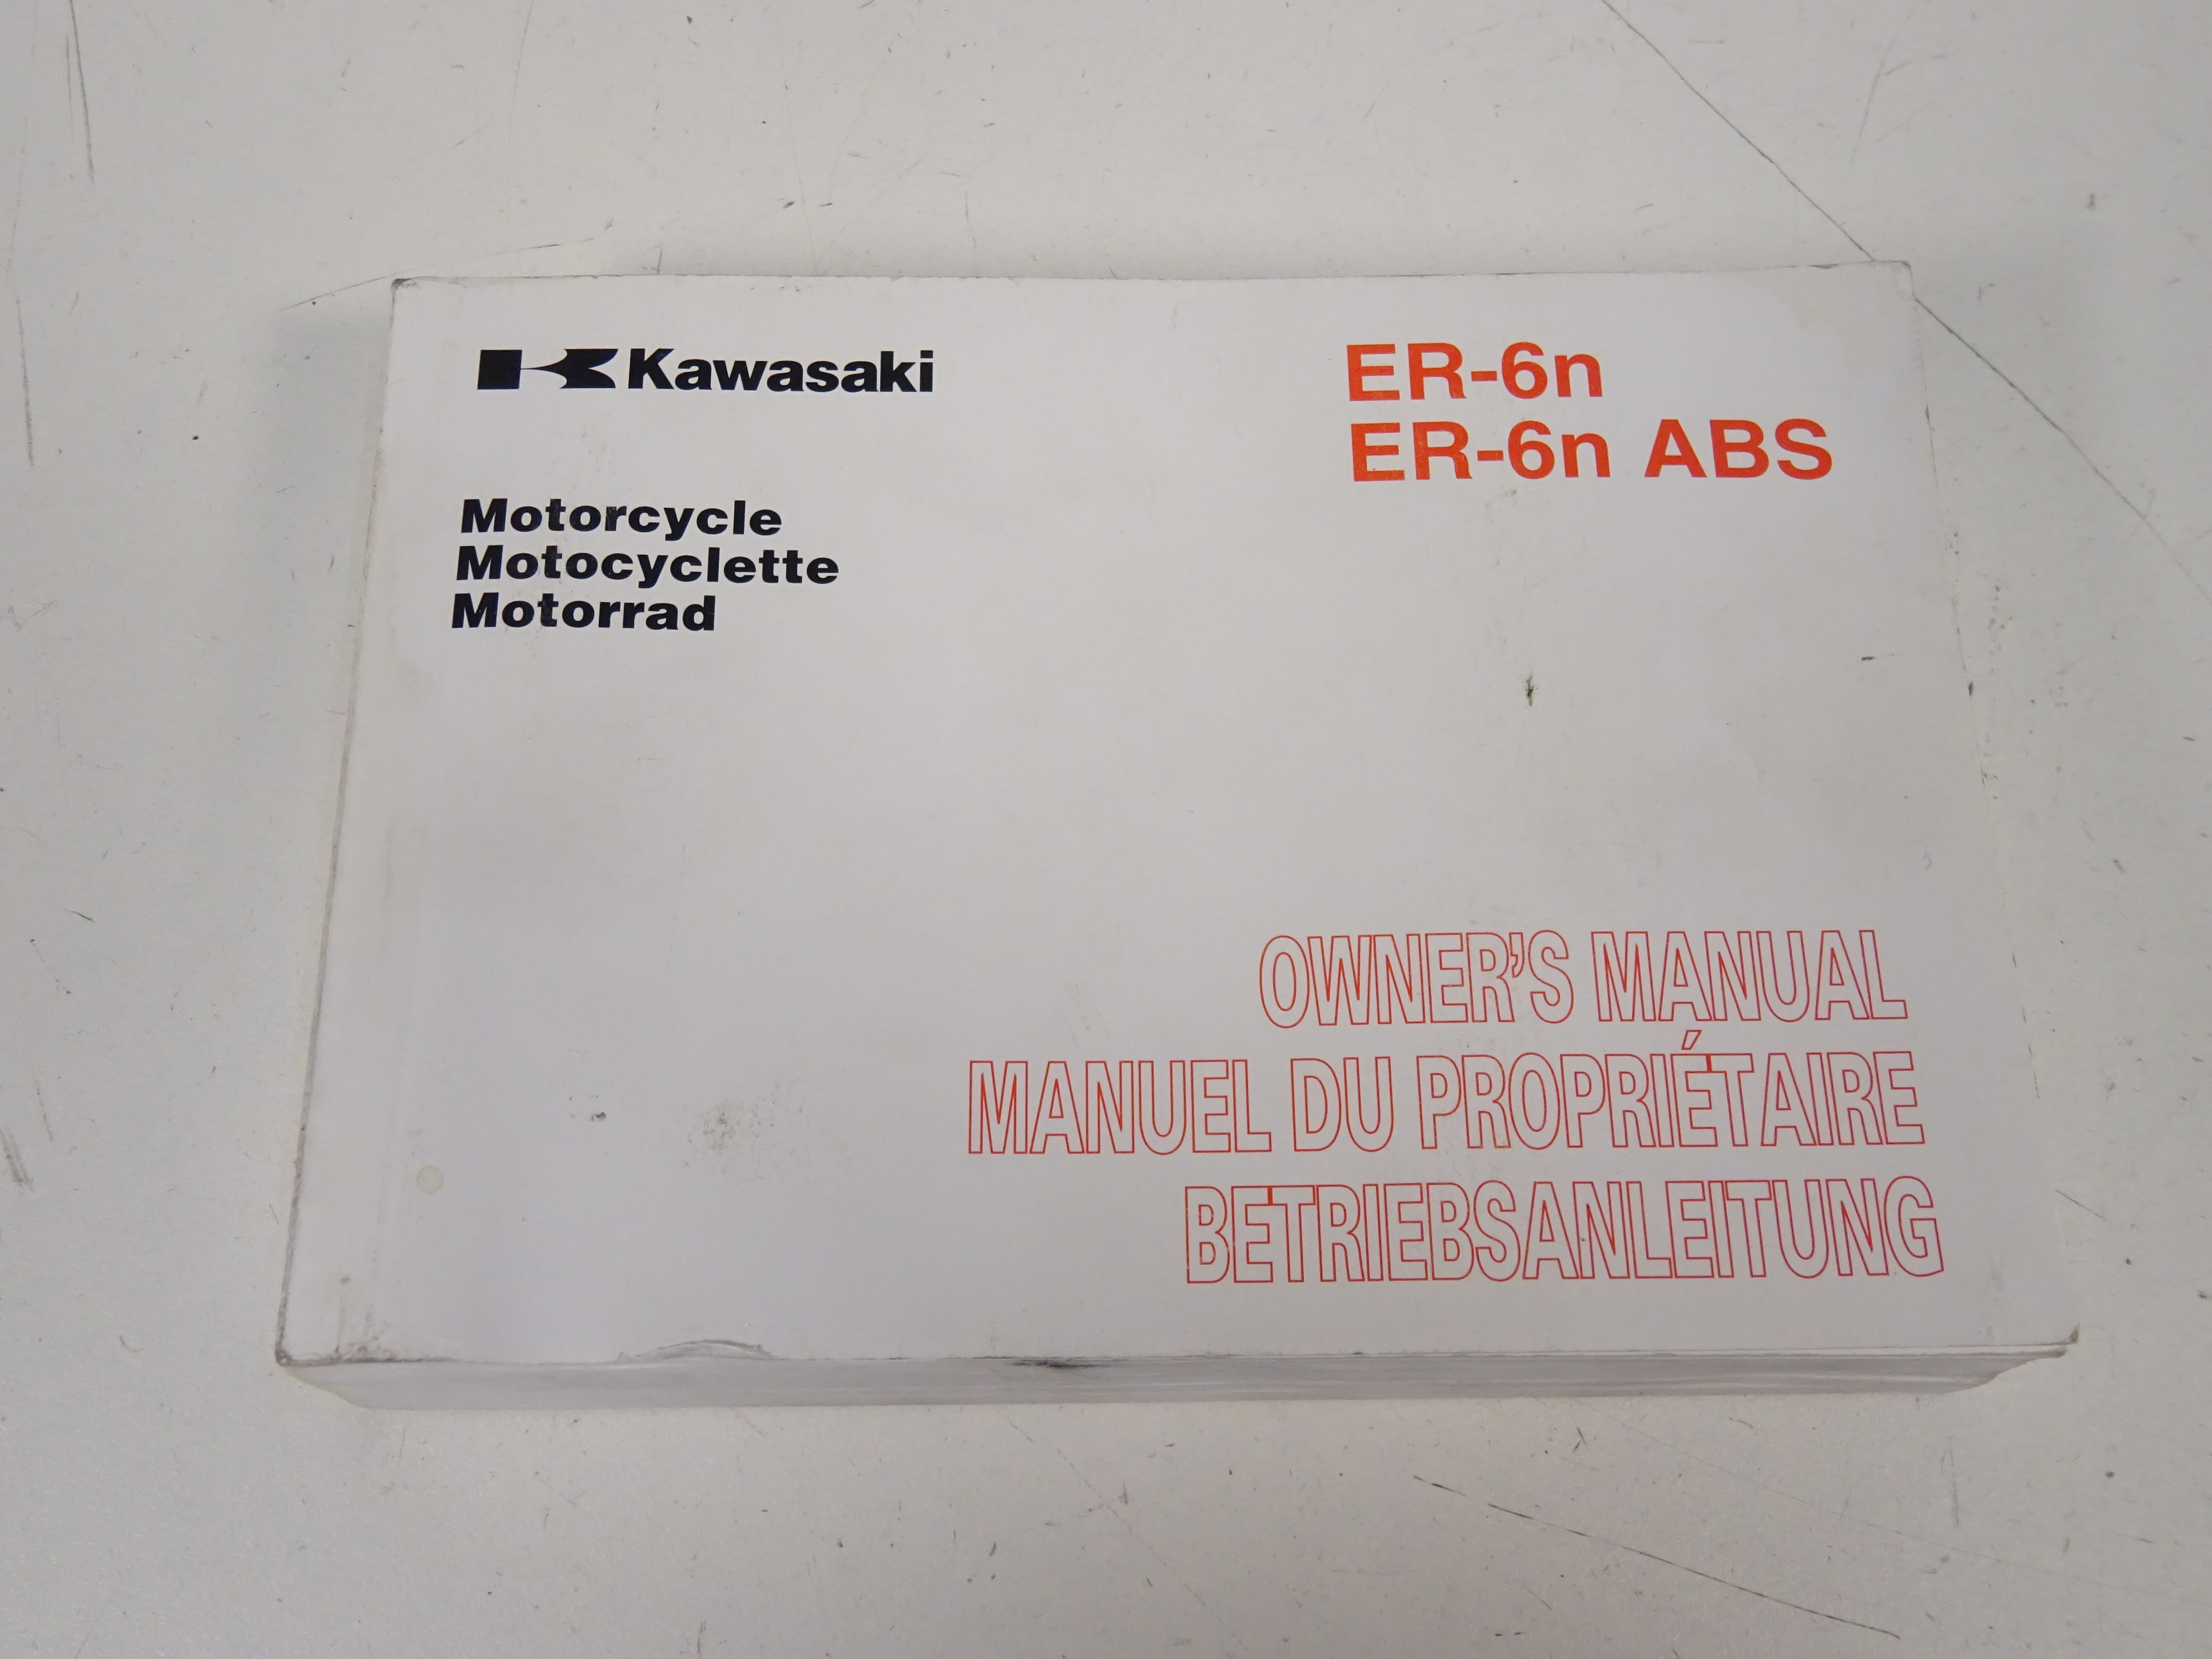 Kawasaki
ER-6n
ER-6n ABS
Motorcycle
Motocyclette
Motorrad
OWNER'S MANUAL
MANUEL DU PROPRIÉTAIRE
BETRIEBSANLEITUNG